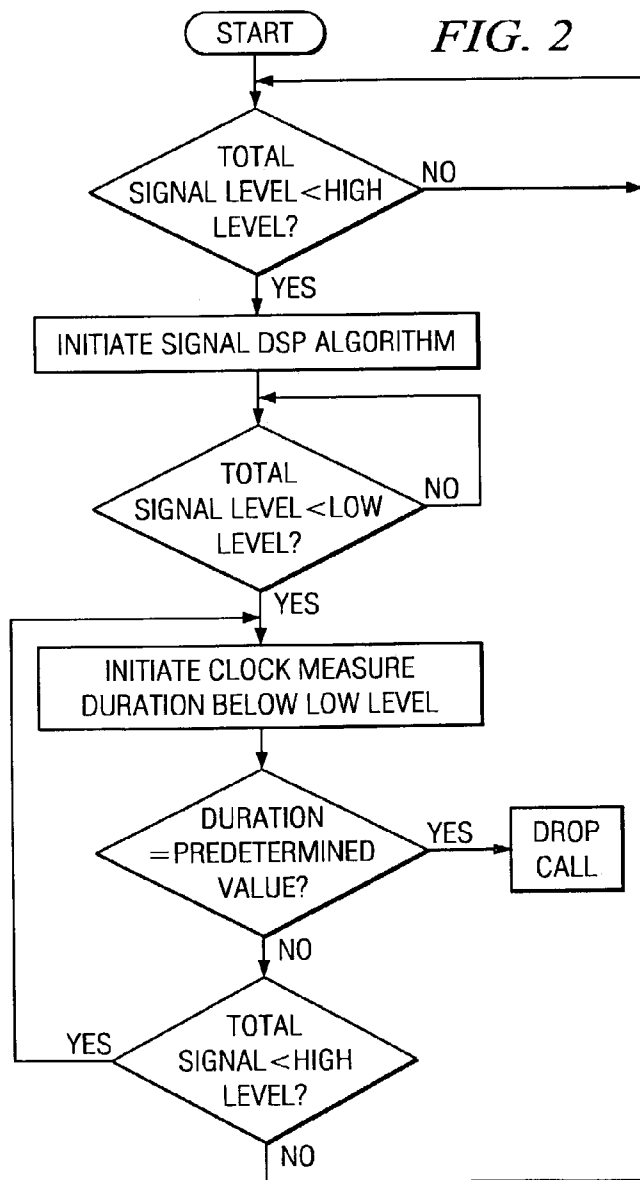 START
FIG. 2
TOTAL
SIGNAL LEVEL<HIGH
LEVEL?
NO
YES
INITIATE SIGNAL DSP ALGORITHM
TOTAL
SIGNAL LEVEL<LOW
LEVEL?
NO
YES
INITIATE CLOCK MEASURE
DURATION BELOW LOW LEVEL
DURATION
=PREDETERMINED
VALUE?
YES
DROP
CALL
NO
TOTAL
SIGNAL<HIGH
LEVEL?
YES
NO